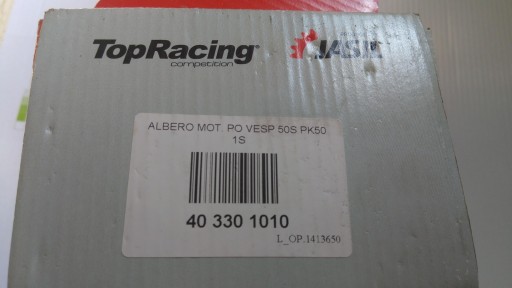 TopRacing
competition
JASIL
ALBERO MOT. PO VESP 50S PK50
1S
40 330 1010
L_OP.1413650